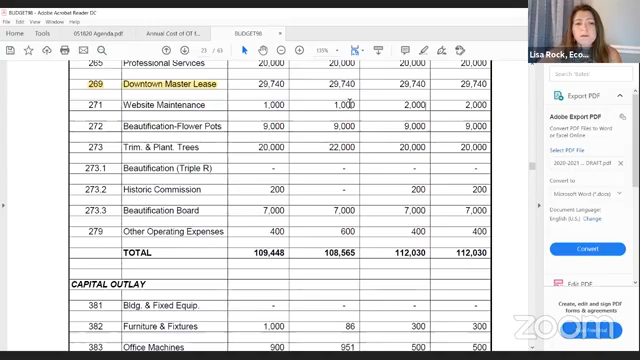 BUDGET98 - Adobe Acrobat Reader DC
File Edit View Window Help
Home Tools 051820 Agenda.pdf Annual Cost of OT f... BUDGET98
23 / 63 135%
Lisa Rock, Eco...
265 Professional Services 20,000 20,000 20,000 20,000
269 Downtown Master Lease 29,740 29,740 29,740 29,740
271 Website Maintenance 1,000 1,000 2,000 2,000
272 Beautification-Flower Pots 9,000 9,000 9,000 9,000
273 Trim. & Plant. Trees 20,000 22,000 20,000 20,000
273.1 Beautification (Triple R) - - - -
273.2 Historic Commission 200 - 200 200
273.3 Beautification Board 7,000 7,000 7,000 7,000
279 Other Operating Expenses 400 600 400 400
TOTAL 109,448 108,565 112,030 112,030
CAPITAL OUTLAY
381 Bldg. & Fixed Equip. - - - -
382 Furniture & Fixtures 1,000 86 300 300
383 Office Machines 900 951 500 500
Export PDF
Adobe Export PDF
Convert PDF Files to Word or Excel Online
Select PDF File
2020-2021 ... DRAFT.pdf
Convert to
Microsoft Word (*.docx)
Document Language:
English (U.S.) Change
Convert
Edit PDF
Create, edit and sign PDF forms & agreements
zoom